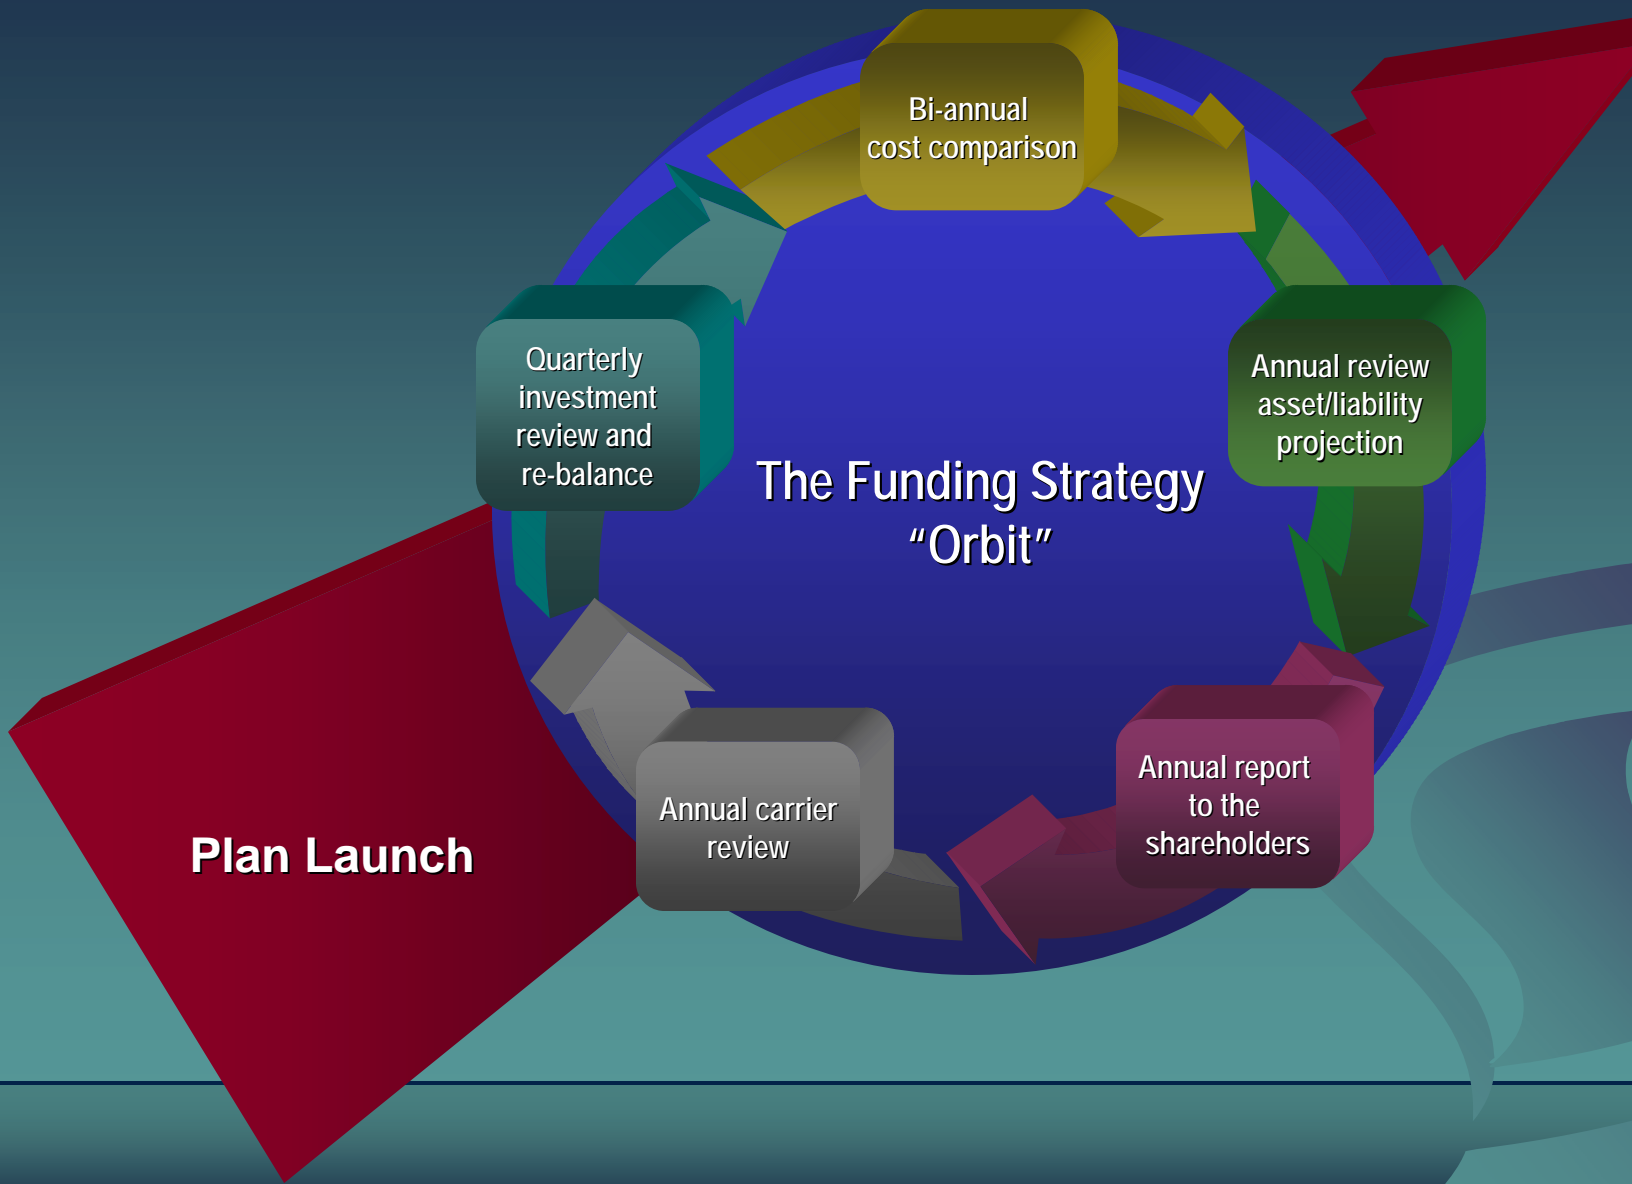 Bi-annual
cost comparison
Quarterly
investment
review and
re-balance
Annual review
asset/liability
projection
The Funding Strategy
“Orbit”
Annual report
to the
shareholders
Annual carrier
review
Plan Launch